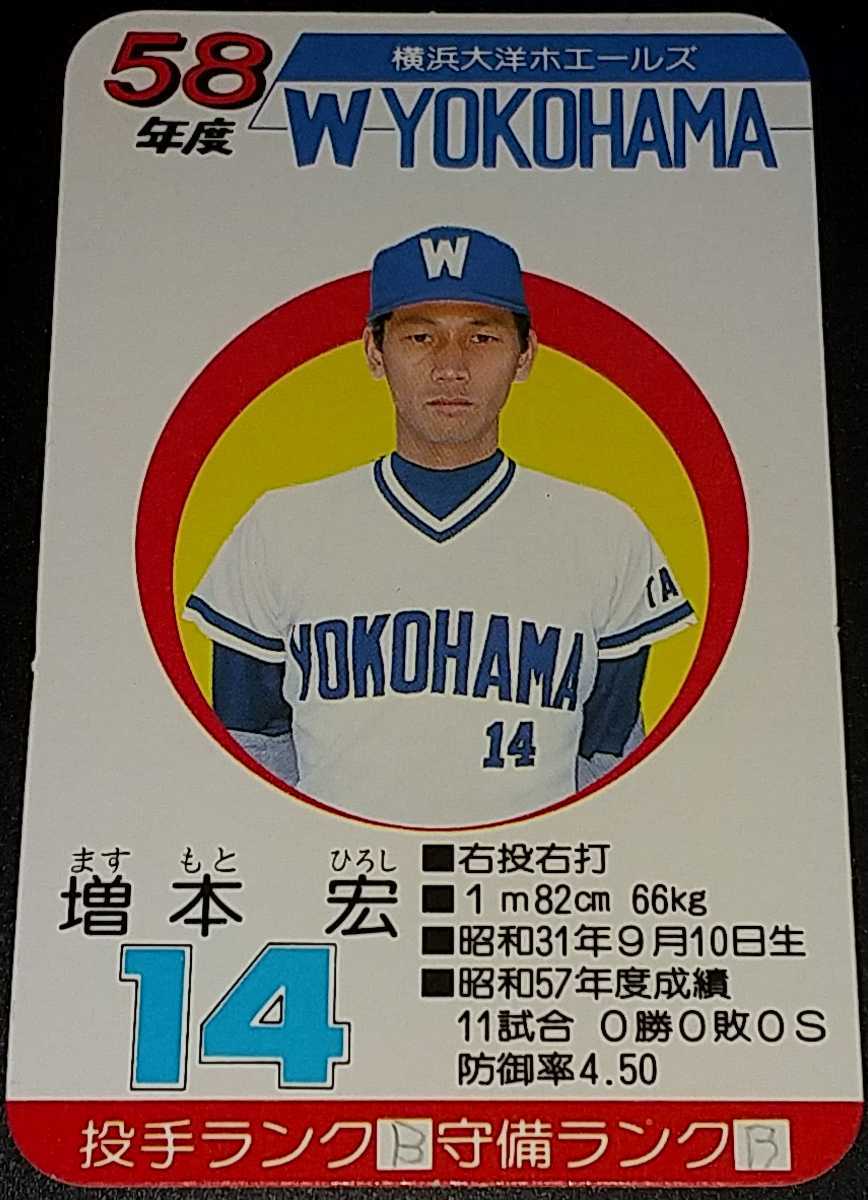 58
年度
横浜大洋ホエールズ
W YOKOHAMA
W
TA
YOKOHAMA
14
ます もと ひろし
増本 宏
14
■右投右打
■1m82cm 66kg
■昭和31年9月10日生
■昭和57年度成績
11試合 0勝0敗0S
防御率4.50
投手ランクB 守備ランクB